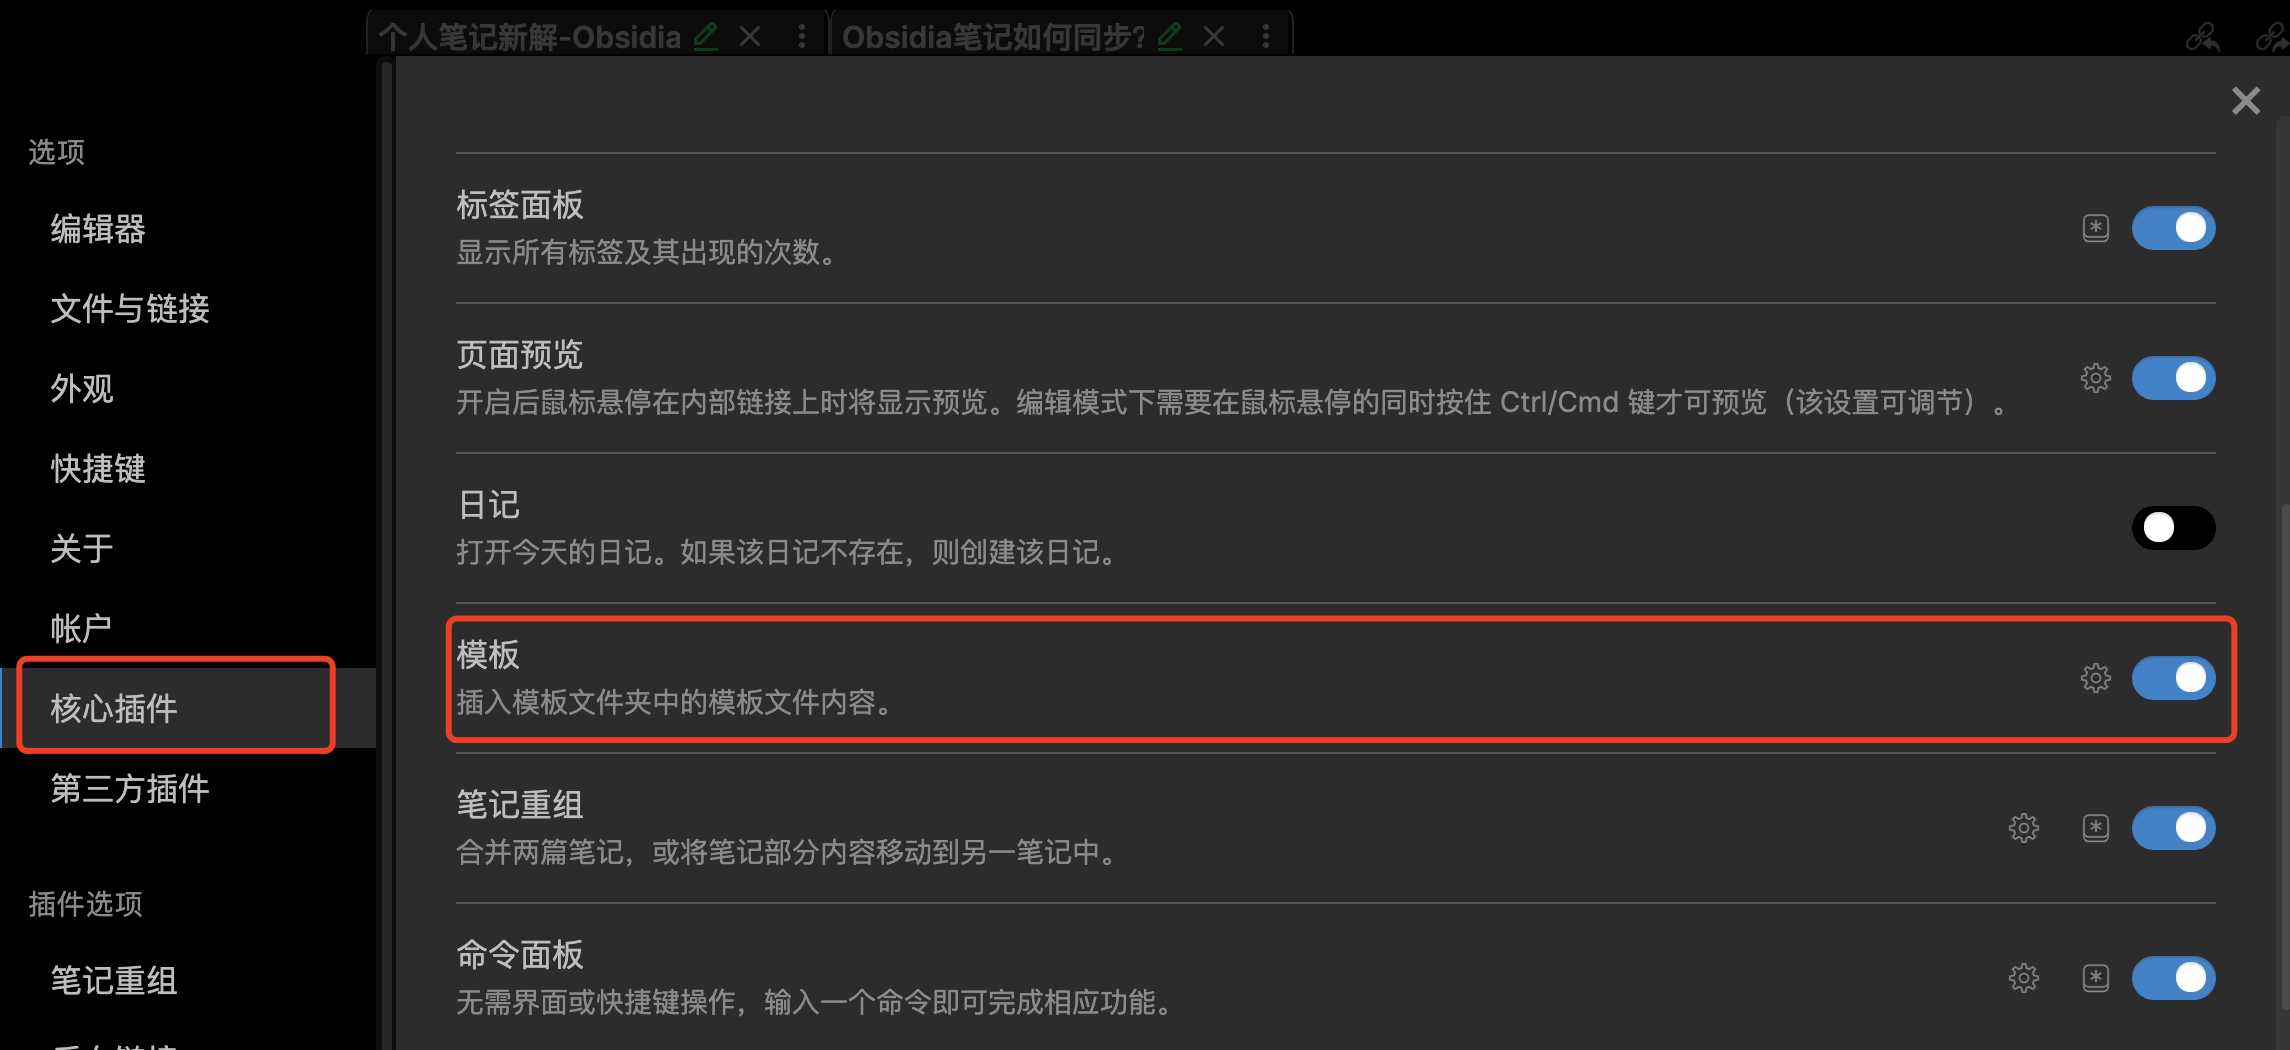 个人笔记新解-Obsidia
Obsidia笔记如何同步?
选项
编辑器
文件与链接
外观
快捷键
关于
帐户
核心插件
第三方插件
插件选项
笔记重组
标签面板
显示所有标签及其出现的次数。
页面预览
开启后鼠标悬停在内部链接上时将显示预览。编辑模式下需要在鼠标悬停的同时按住 Ctrl/Cmd 键才可预览（该设置可调节）。
日记
打开今天的日记。如果该日记不存在，则创建该日记。
模板
插入模板文件夹中的模板文件内容。
笔记重组
合并两篇笔记，或将笔记部分内容移动到另一笔记中。
命令面板
无需界面或快捷键操作，输入一个命令即可完成相应功能。